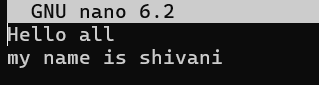 GNU nano 6.2
Hello all
my name is shivani